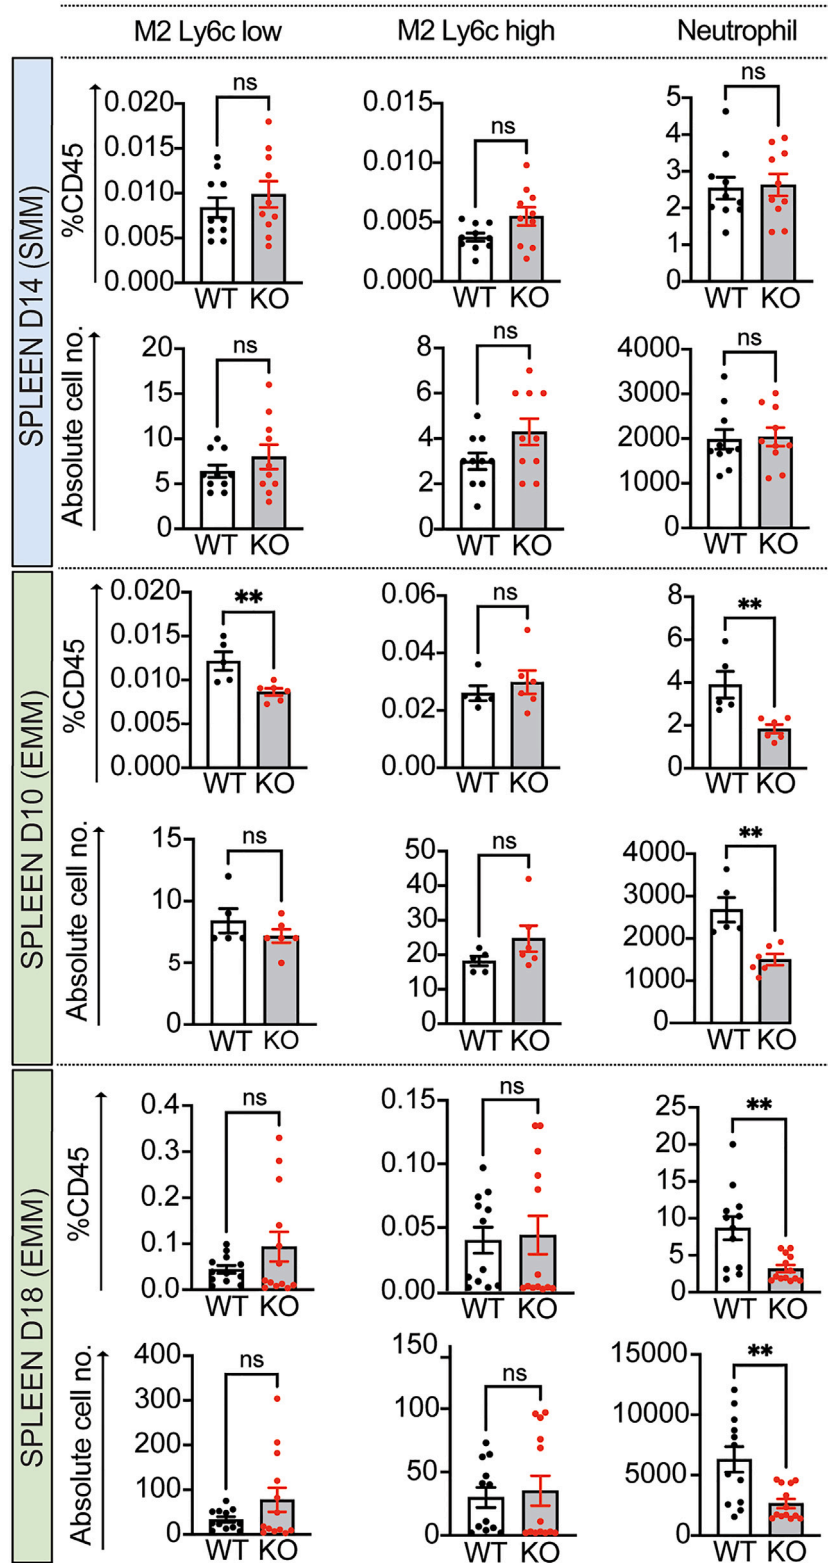 M2 Ly6c low M2 Ly6c high Neutrophil
SPLEEN D14 (SMM)
%CD45
0.020
0.015
0.010
0.005
0.000
ns
WT KO
0.015
0.010
0.005
0.000
ns
WT KO
5
4
3
2
1
0
ns
WT KO
Absolute cell no.
20
15
10
5
0
ns
WT KO
8
6
4
2
0
ns
WT KO
4000
3000
2000
1000
0
ns
WT KO
SPLEEN D10 (EMM)
%CD45
0.020
0.015
0.010
0.005
0.000
**
WT KO
0.06
0.04
0.02
0.00
ns
WT KO
8
6
4
2
0
**
WT KO
Absolute cell no.
15
10
5
0
ns
WT KO
50
40
30
20
10
0
ns
WT KO
4000
3000
2000
1000
0
**
WT KO
SPLEEN D18 (EMM)
%CD45
0.4
0.3
0.2
0.1
0.0
ns
WT KO
0.15
0.10
0.05
0.00
ns
WT KO
25
20
15
10
5
0
**
WT KO
Absolute cell no.
400
300
200
100
0
ns
WT KO
150
100
50
0
ns
WT KO
15000
10000
5000
0
**
WT KO